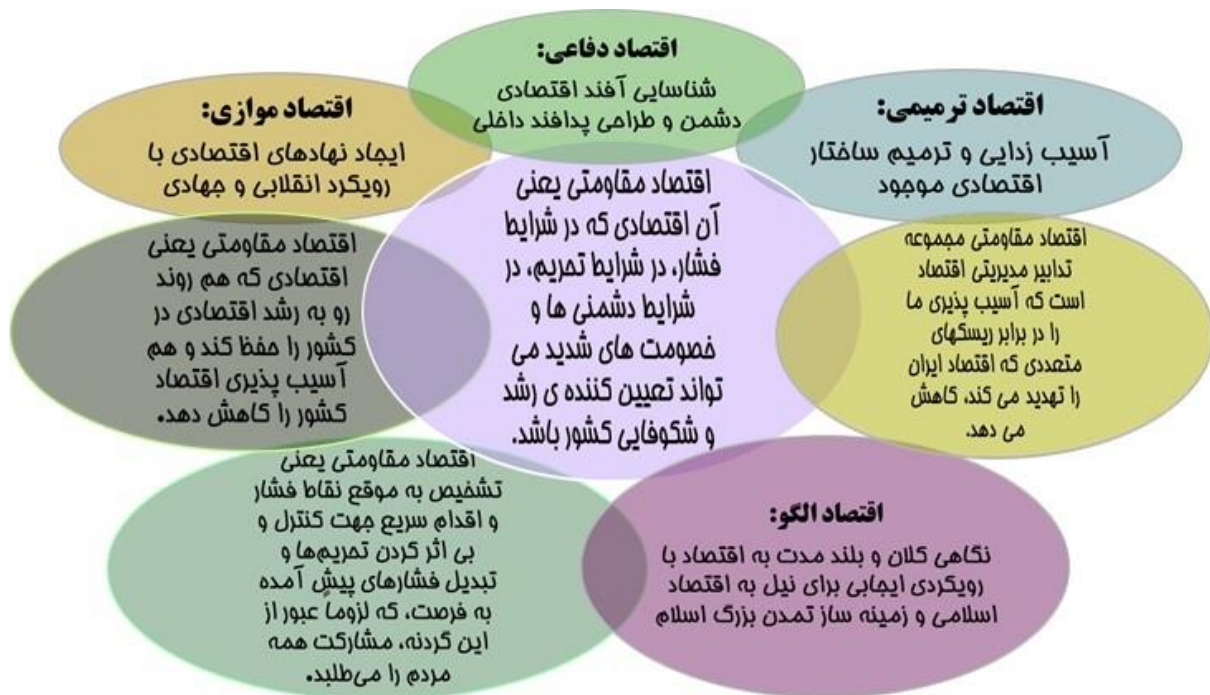 اقتصاد دفاعی:
شناسایی آفند اقتصادی
دشمن و طراحی پدافند داخلی
اقتصاد ترمیمی:
آسیب زدایی و ترمیم ساختار
اقتصادی موجود
اقتصاد موازی:
ایجاد نهادهای اقتصادی با
رویکرد انقلابی و جهادی
اقتصاد مقاومتی یعنی
آن اقتصادی که در شرایط
فشار، در شرایط تحریم، در
شرایط دشمنی ها و
خصومت های شدید می
تواند تعیین کننده ی رشد
و شکوفایی کشور باشد.
اقتصاد مقاومتی مجموعه
تدابیر مدیریتی اقتصاد
است که آسیب پذیری ما
را در برابر ریسکهای
متعددی که اقتصاد ایران
را تهدید می کند، کاهش
می دهد.
اقتصاد مقاومتی یعنی
اقتصادی که هم روند
رو به رشد اقتصادی در
کشور را حفظ کند و هم
آسیب پذیری اقتصاد
کشور را کاهش دهد.
اقتصاد الگو:
نگاهی کلان و بلند مدت به اقتصاد با
رویکردی ایجابی برای نیل به اقتصاد
اسلامی و زمینه ساز تمدن بزرگ اسلام
اقتصاد مقاومتی یعنی
تشخیص به موقع نقاط فشار
و اقدام سریع جهت کنترل و
بی اثر کردن تحریم‌ها و
تبدیل فشارهای پیش آمده
به فرصت، که لزوما عبور از
این گردنه، مشارکت همه
مردم را می‌طلبد.